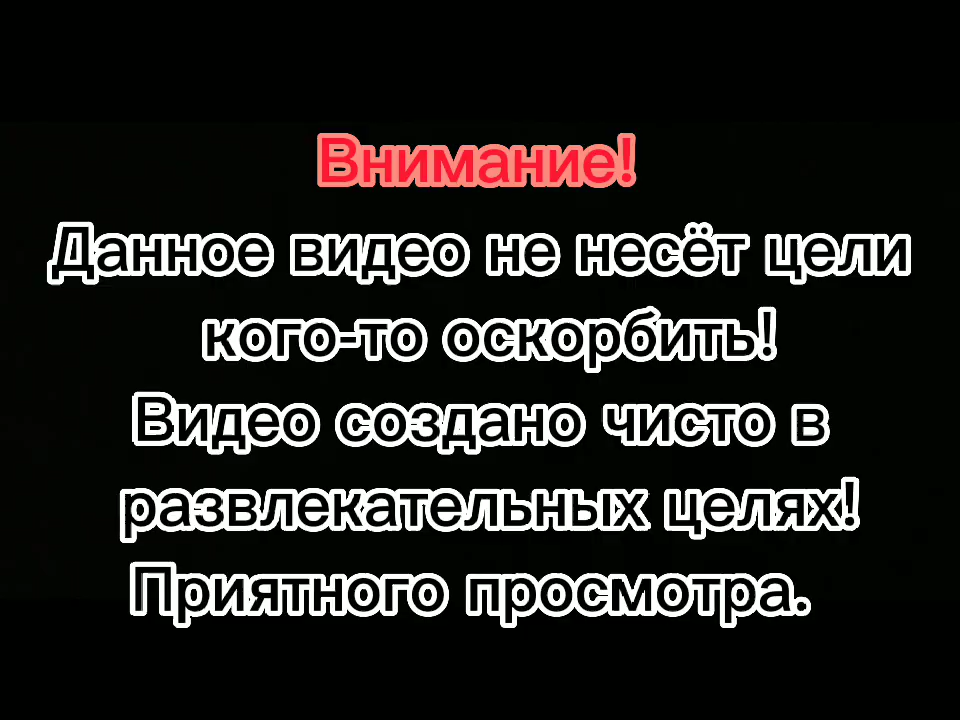 Внимание!
Данное видео не несёт цели
кого-то оскорбить!
Видео создано чисто в
развлекательных целях!
Приятного просмотра.